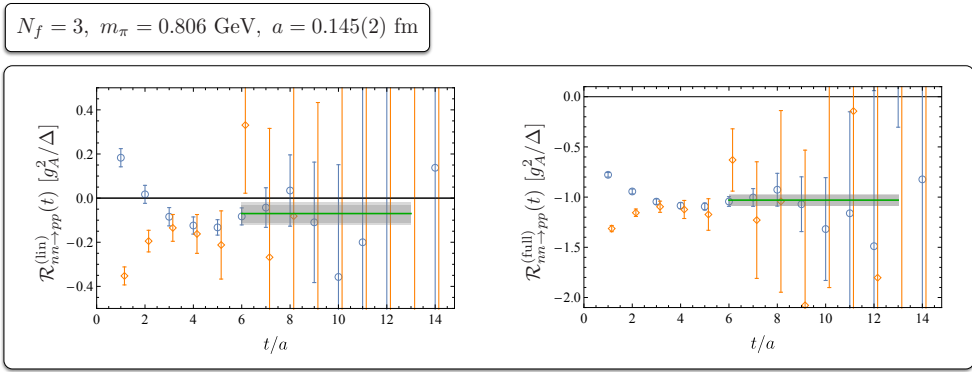 N_f = 3, m_π = 0.806 GeV, a = 0.145(2) fm
R^{(lin)}_{nn→pp}(t) [g_A^2/Δ]
0.4
0.2
0.0
-0.2
-0.4
0 2 4 6 8 10 12 14
t/a
R^{(full)}_{nn→pp}(t) [g_A^2/Δ]
0.0
-0.5
-1.0
-1.5
-2.0
0 2 4 6 8 10 12 14
t/a